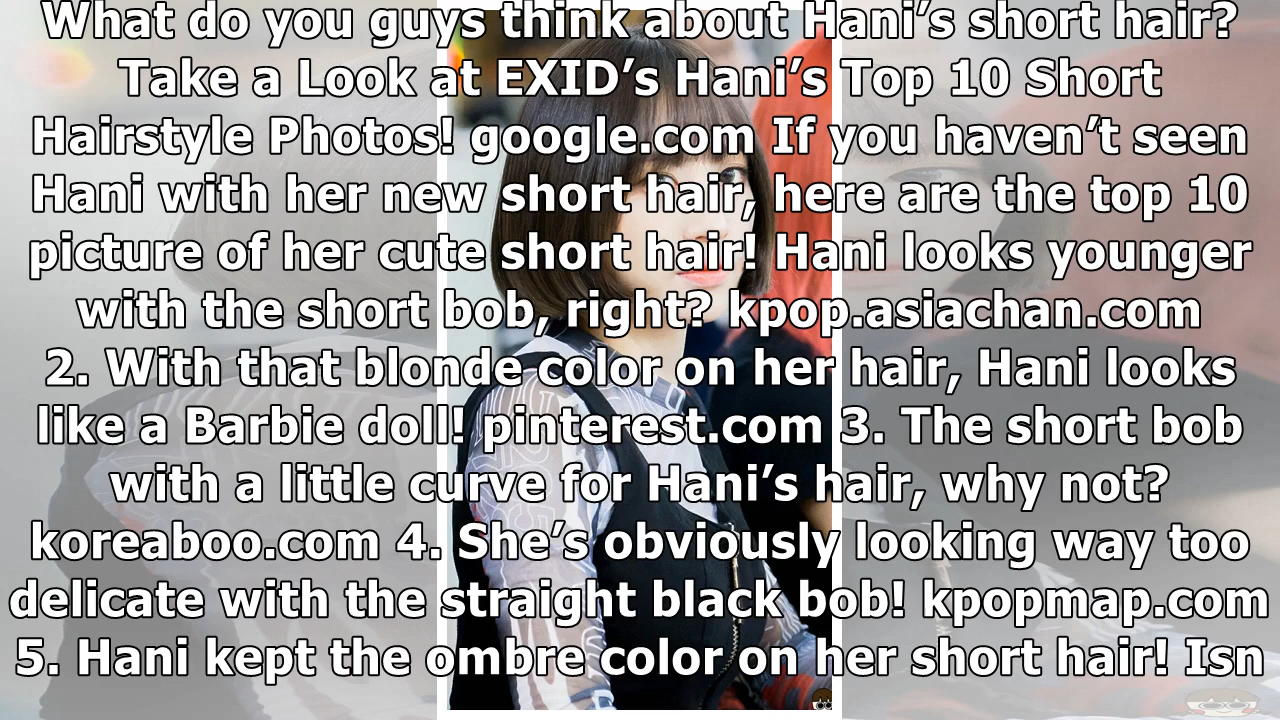 What do you guys think about Hani’s short hair?
Take a Look at EXID’s Hani’s Top 10 Short
Hairstyle Photos! google.com If you haven’t seen
Hani with her new short hair, here are the top 10
picture of her cute short hair! Hani looks younger
with the short bob, right? kpop.asiachan.com
2. With that blonde color on her hair, Hani looks
like a Barbie doll! pinterest.com 3. The short bob
with a little curve for Hani’s hair, why not?
koreaboo.com 4. She’s obviously looking way too
delicate with the straight black bob! kpopmap.com
5. Hani kept the ombre color on her short hair! Isn